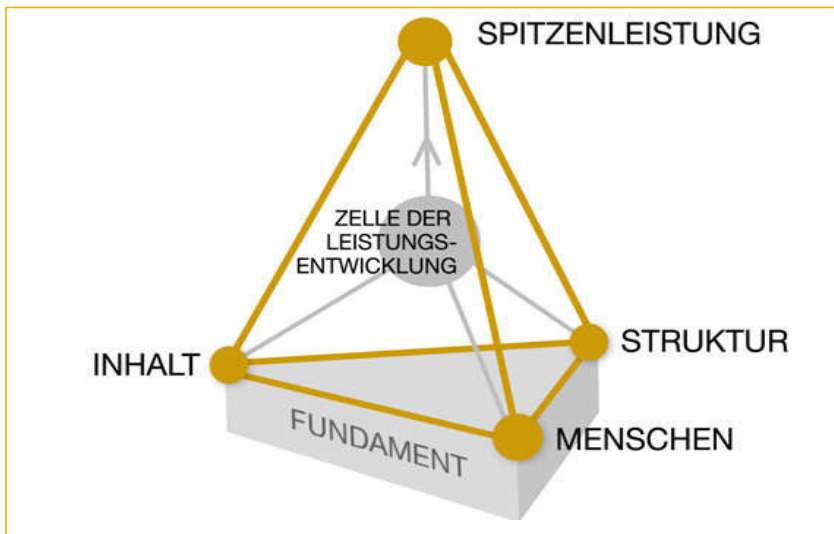 SPITZENLEISTUNG
ZELLE DER
LEISTUNGS-
ENTWICKLUNG
STRUKTUR
INHALT
FUNDAMENT
MENSCHEN